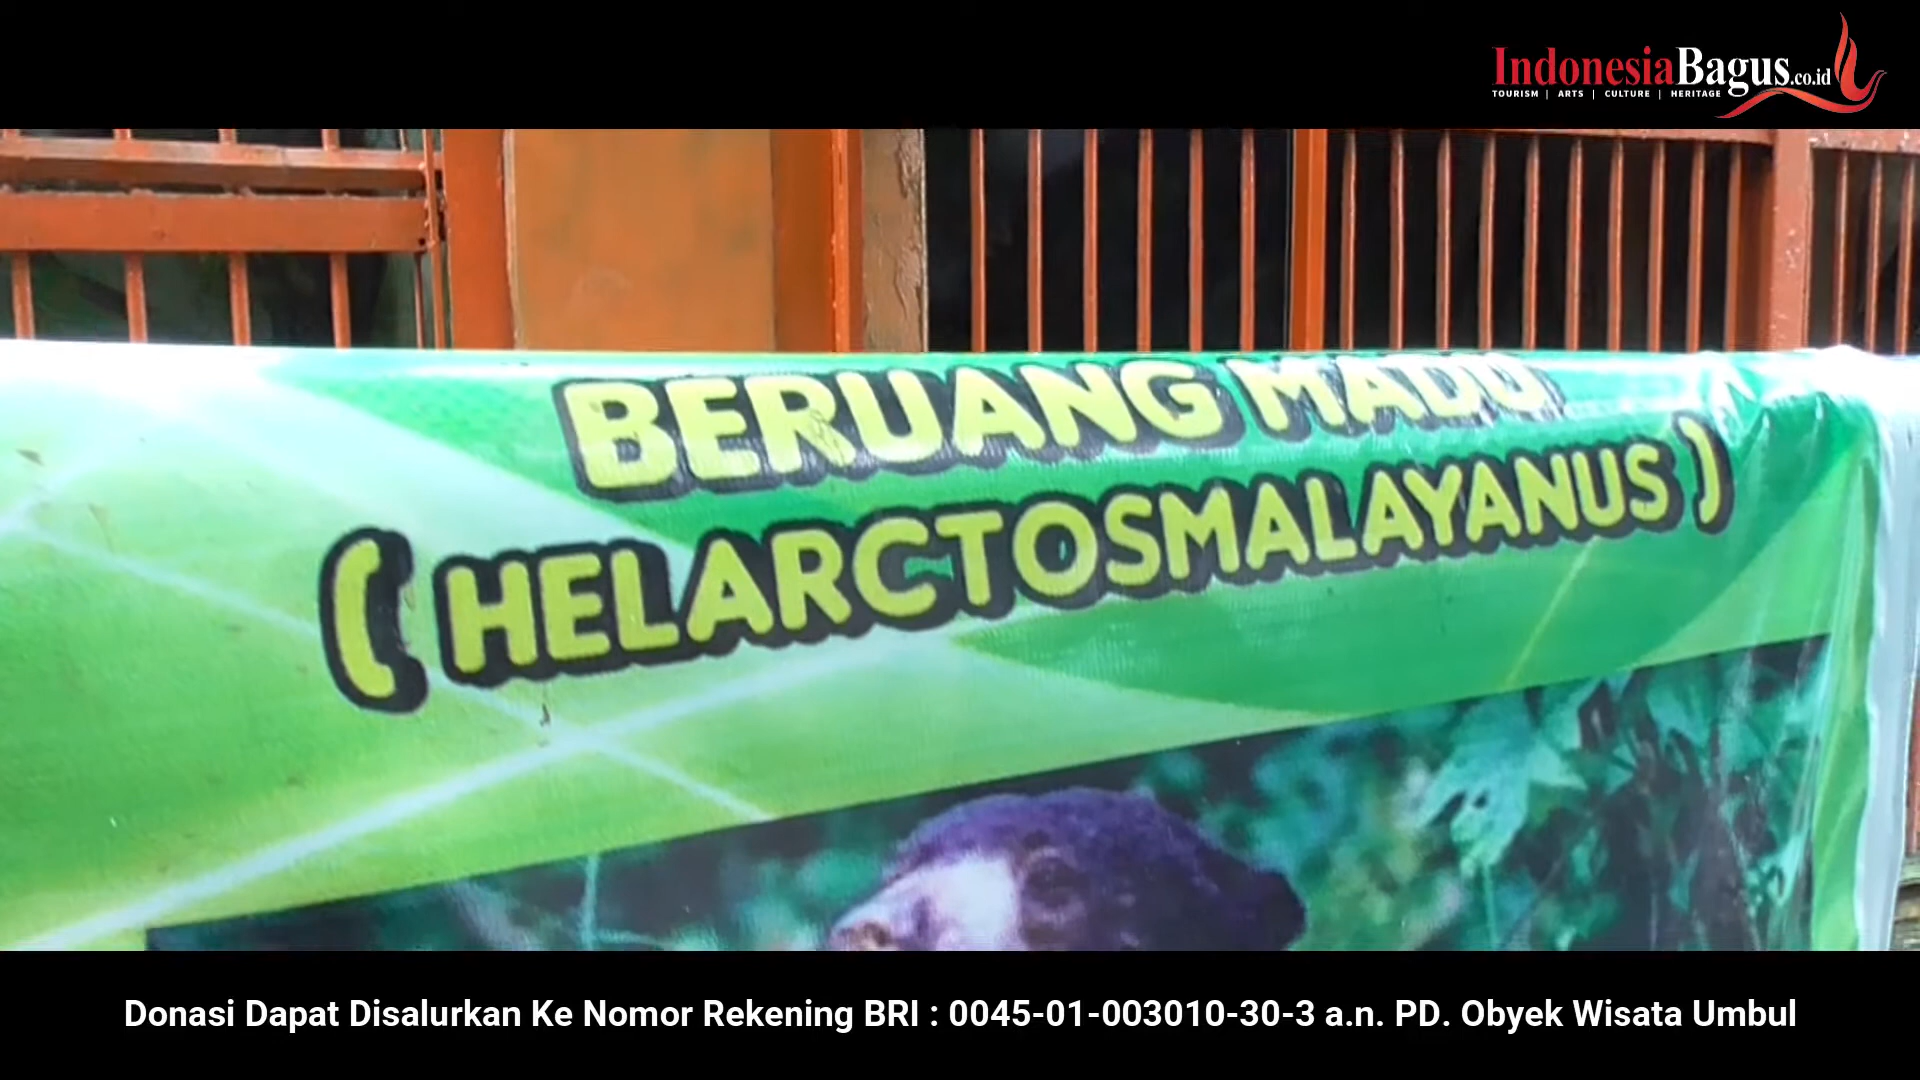 IndonesiaBagus.co.id
TOURISM | ARTS | CULTURE | HERITAGE
BERUANG MADU
( HELARCTOSMALAYANUS )
Donasi Dapat Disalurkan Ke Nomor Rekening BRI : 0045-01-003010-30-3 a.n. PD. Obyek Wisata Umbul